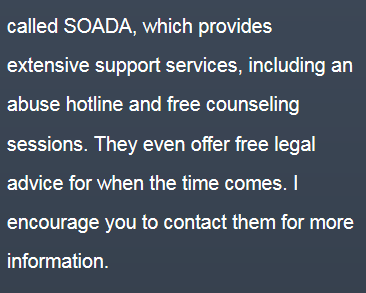 called SOADA, which provides
extensive support services, including an
abuse hotline and free counseling
sessions. They even offer free legal
advice for when the time comes. I
encourage you to contact them for more
information.